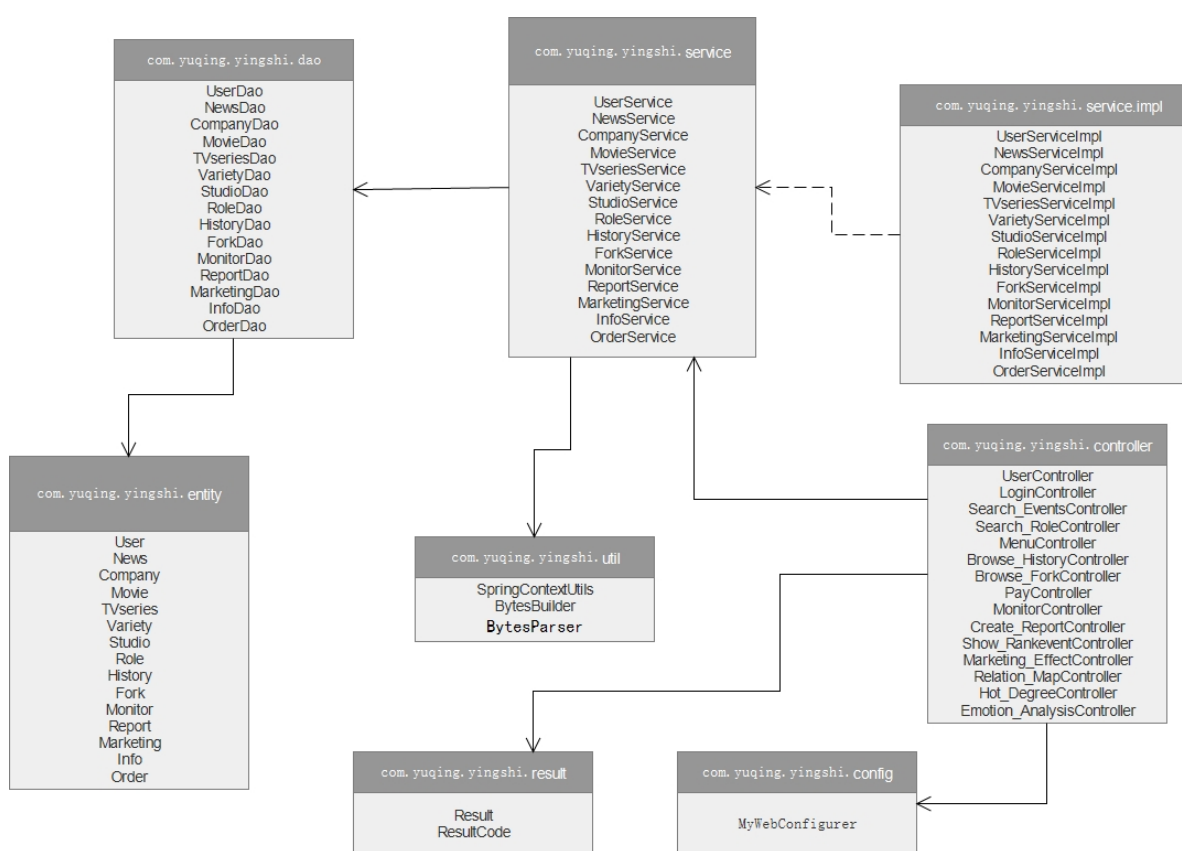 com.yuqing.yingshi.dao
UserDao
NewsDao
CompanyDao
MovieDao
TVseriesDao
VarietyDao
StudioDao
RoleDao
HistoryDao
ForkDao
MonitorDao
ReportDao
MarketingDao
InfoDao
OrderDao
com.yuqing.yingshi.service
UserService
NewsService
CompanyService
MovieService
TVseriesService
VarietyService
StudioService
RoleService
HistoryService
ForkService
MonitorService
ReportService
MarketingService
InfoService
OrderService
com.yuqing.yingshi.service.impl
UserServiceImpl
NewsServiceImpl
CompanyServiceImpl
MovieServiceImpl
TVseriesServiceImpl
VarietyServiceImpl
StudioServiceImpl
RoleServiceImpl
HistoryServiceImpl
ForkServiceImpl
MonitorServiceImpl
ReportServiceImpl
MarketingServiceImpl
InfoServiceImpl
OrderServiceImpl
com.yuqing.yingshi.entity
User
News
Company
Movie
TVseries
Variety
Studio
Role
History
Fork
Monitor
Report
Marketing
Info
Order
com.yuqing.yingshi.util
SpringContextUtils
BytesBuilder
BytesParser
com.yuqing.yingshi.controller
UserController
LoginController
Search_EventsController
Search_RoleController
MenuController
Browse_HistoryController
Browse_ForkController
PayController
MonitorController
Create_ReportController
Show_RankeventController
Marketing_EffectController
Relation_MapController
Hot_DegreeController
Emotion_AnalysisController
com.yuqing.yingshi.result
Result
ResultCode
com.yuqing.yingshi.config
MyWebConfigurer